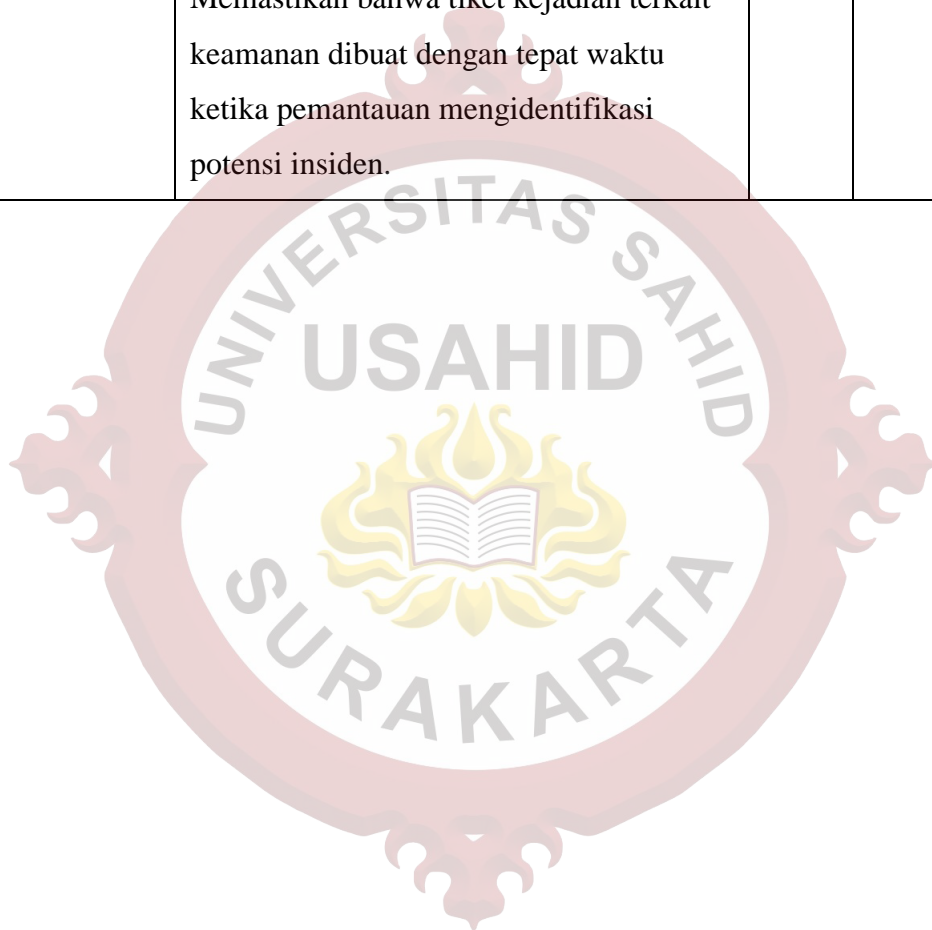 Memastikan bahwa tiket kejadian terkait
keamanan dibuat dengan tepat waktu
ketika pemantauan mengidentifikasi
potensi insiden.
UNIVERSITAS SAHID
USAHID
SURAKARTA